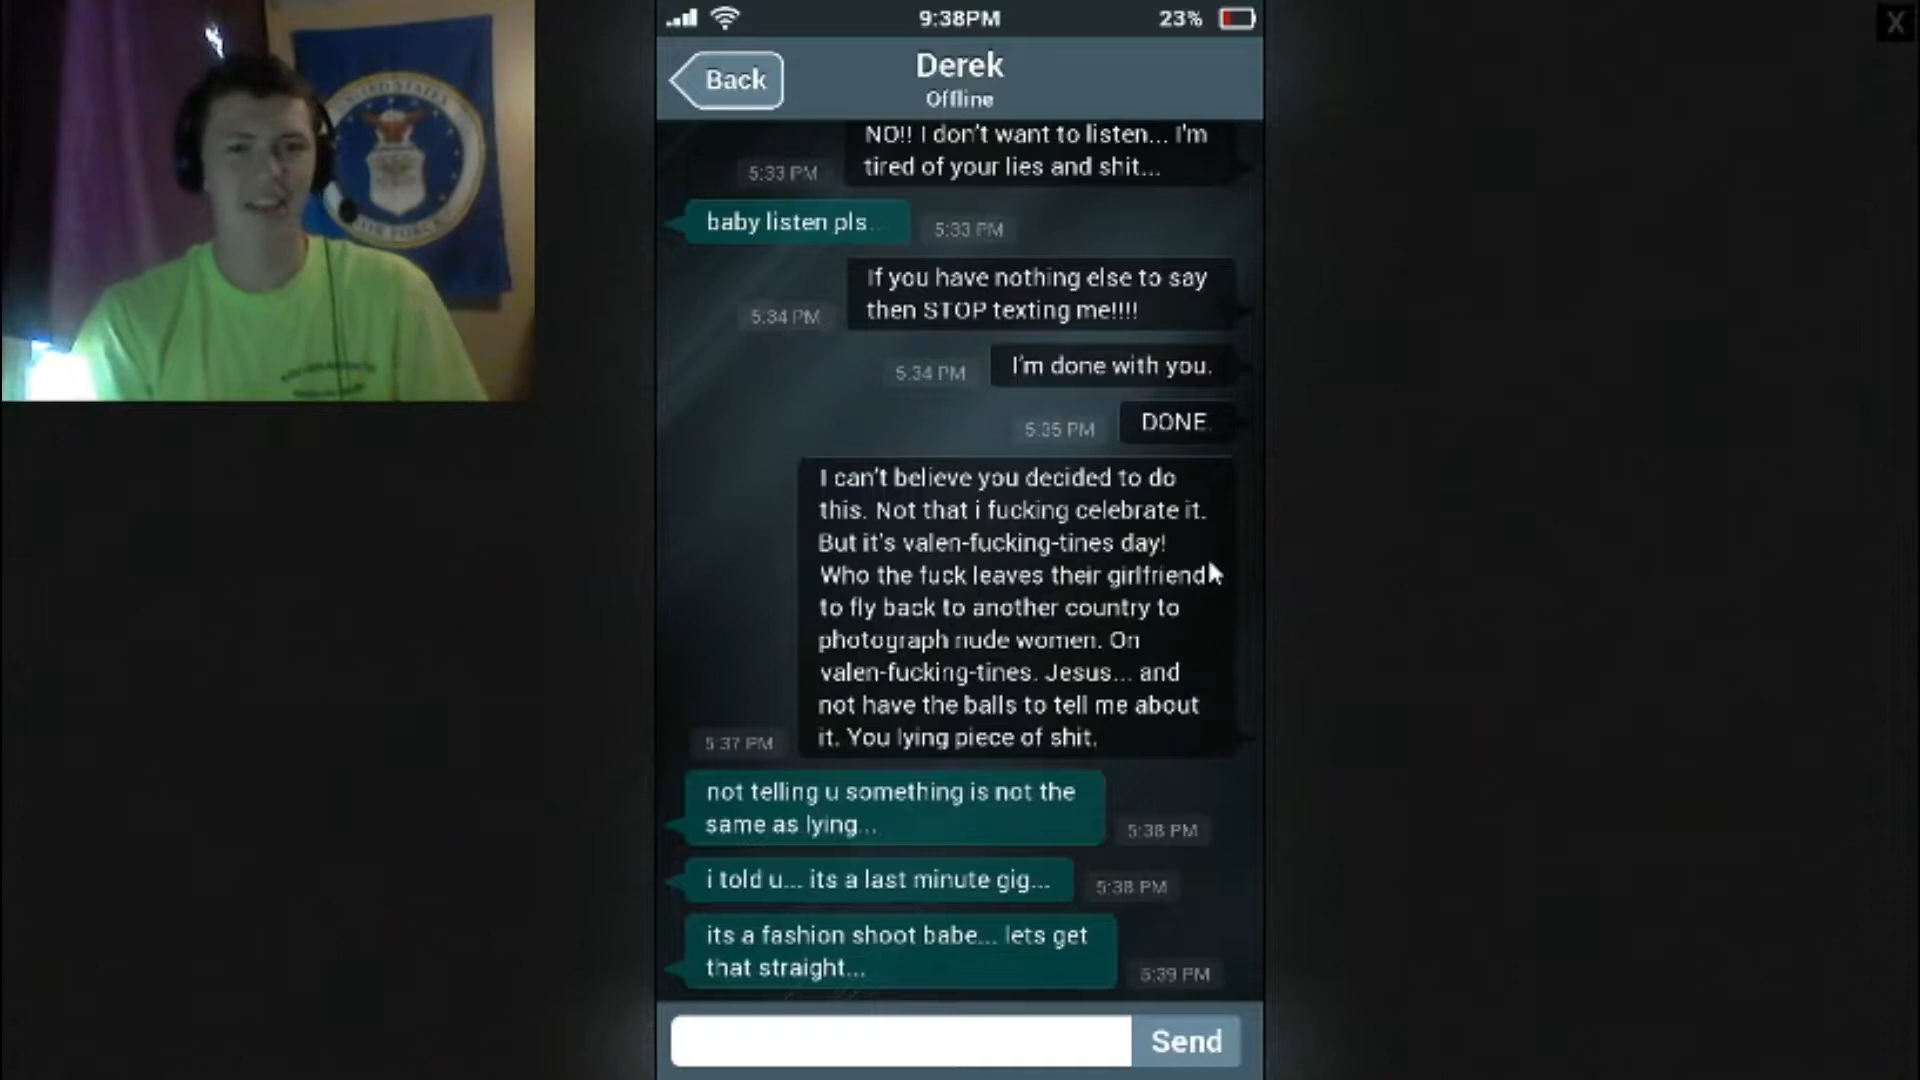 9:38PM
23%
X
Back
Derek
Offline
UNITED STATES
AIR FORCE
NO!! I don't want to listen... I'm
tired of your lies and shit...
5:33 PM
baby listen pls...
5:33 PM
If you have nothing else to say
then STOP texting me!!!!
5:34 PM
I'm done with you.
5:34 PM
DONE.
5:35 PM
I can't believe you decided to do
this. Not that i fucking celebrate it.
But it's valen-fucking-tines day!
Who the fuck leaves their girlfriend
to fly back to another country to
photograph nude women. On
valen-fucking-tines. Jesus... and
not have the balls to tell me about
it. You lying piece of shit.
5:37 PM
not telling u something is not the
same as lying...
5:38 PM
i told u... its a last minute gig...
5:38 PM
its a fashion shoot babe... lets get
that straight...
5:39 PM
Send